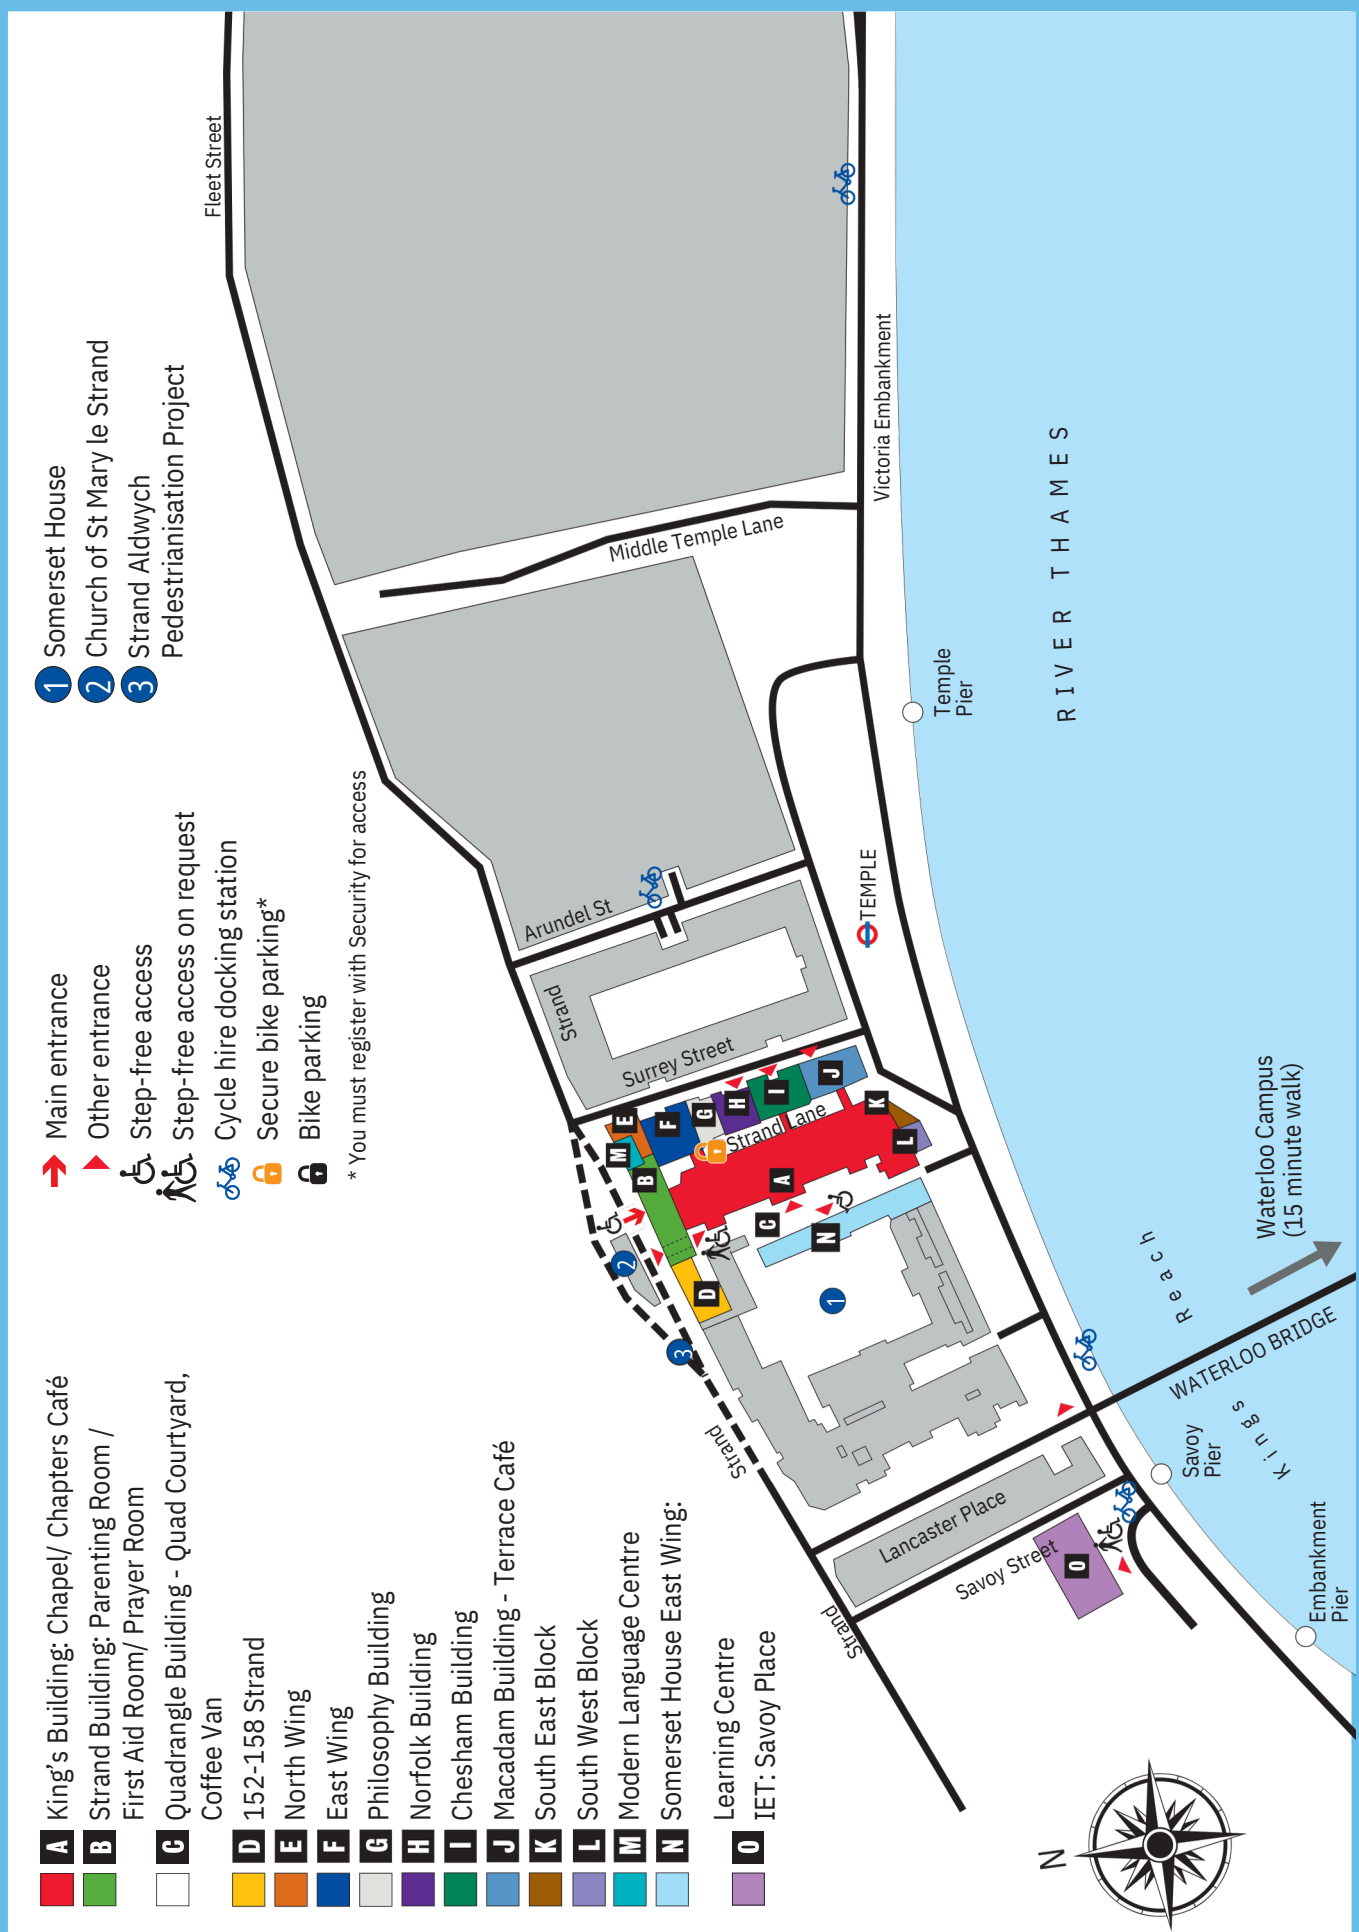 A King's Building: Chapel/ Chapters Café
B Strand Building: Parenting Room /
First Aid Room/ Prayer Room
C Quadrangle Building - Quad Courtyard,
Coffee Van
D 152-158 Strand
E North Wing
F East Wing
G Philosophy Building
H Norfolk Building
I Chesham Building
J Macadam Building - Terrace Café
K South East Block
L South West Block
M Modern Language Centre
N Somerset House East Wing:
Learning Centre
O IET: Savoy Place
Main entrance
Other entrance
Step-free access
Step-free access on request
Cycle hire docking station
Secure bike parking*
Bike parking
* You must register with Security for access
1 Somerset House
2 Church of St Mary le Strand
3 Strand Aldwych
Pedestrianisation Project
Fleet Street
Middle Temple Lane
Victoria Embankment
Arundel St
Strand
Surrey Street
Strand Lane
TEMPLE
Temple
Pier
RIVER THAMES
M
E
B
F
G
H
I
J
K
L
A
C
N
D
1
2
3
Strand
Strand
Lancaster Place
Savoy Street
O
WATERLOO BRIDGE
Waterloo Campus
(15 minute walk)
Kings
Reach
Savoy
Pier
Embankment
Pier
N